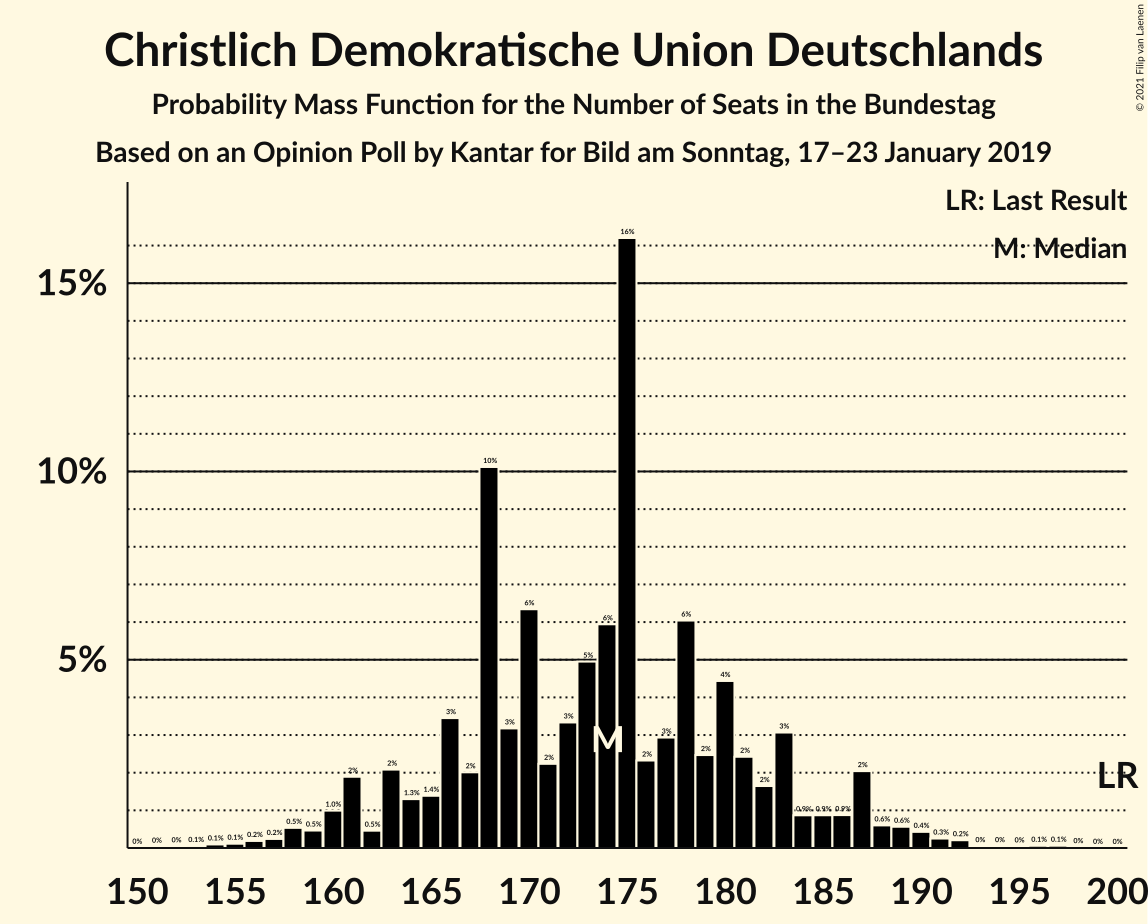 Christlich Demokratische Union Deutschlands
Probability Mass Function for the Number of Seats in the Bundestag
Based on an Opinion Poll by Kantar for Bild am Sonntag, 17–23 January 2019
© 2021 Filip van Laenen
LR: Last Result
M: Median
15%
10%
5%
0% 0% 0% 0.1% 0.1% 0.1% 0.2% 0.2% 0.5% 0.5% 1.0% 2% 0.5% 2% 1.3% 1.4% 3% 2% 10% 3% 6% 2% 3% 5% 6% 16% 2% 3% 6% 2% 4% 2% 2% 3% 0.9% 0.9% 0.9% 2% 0.6% 0.6% 0.4% 0.3% 0.2% 0% 0% 0% 0.1% 0.1% 0% 0% 0%
M
LR
150 155 160 165 170 175 180 185 190 195 200